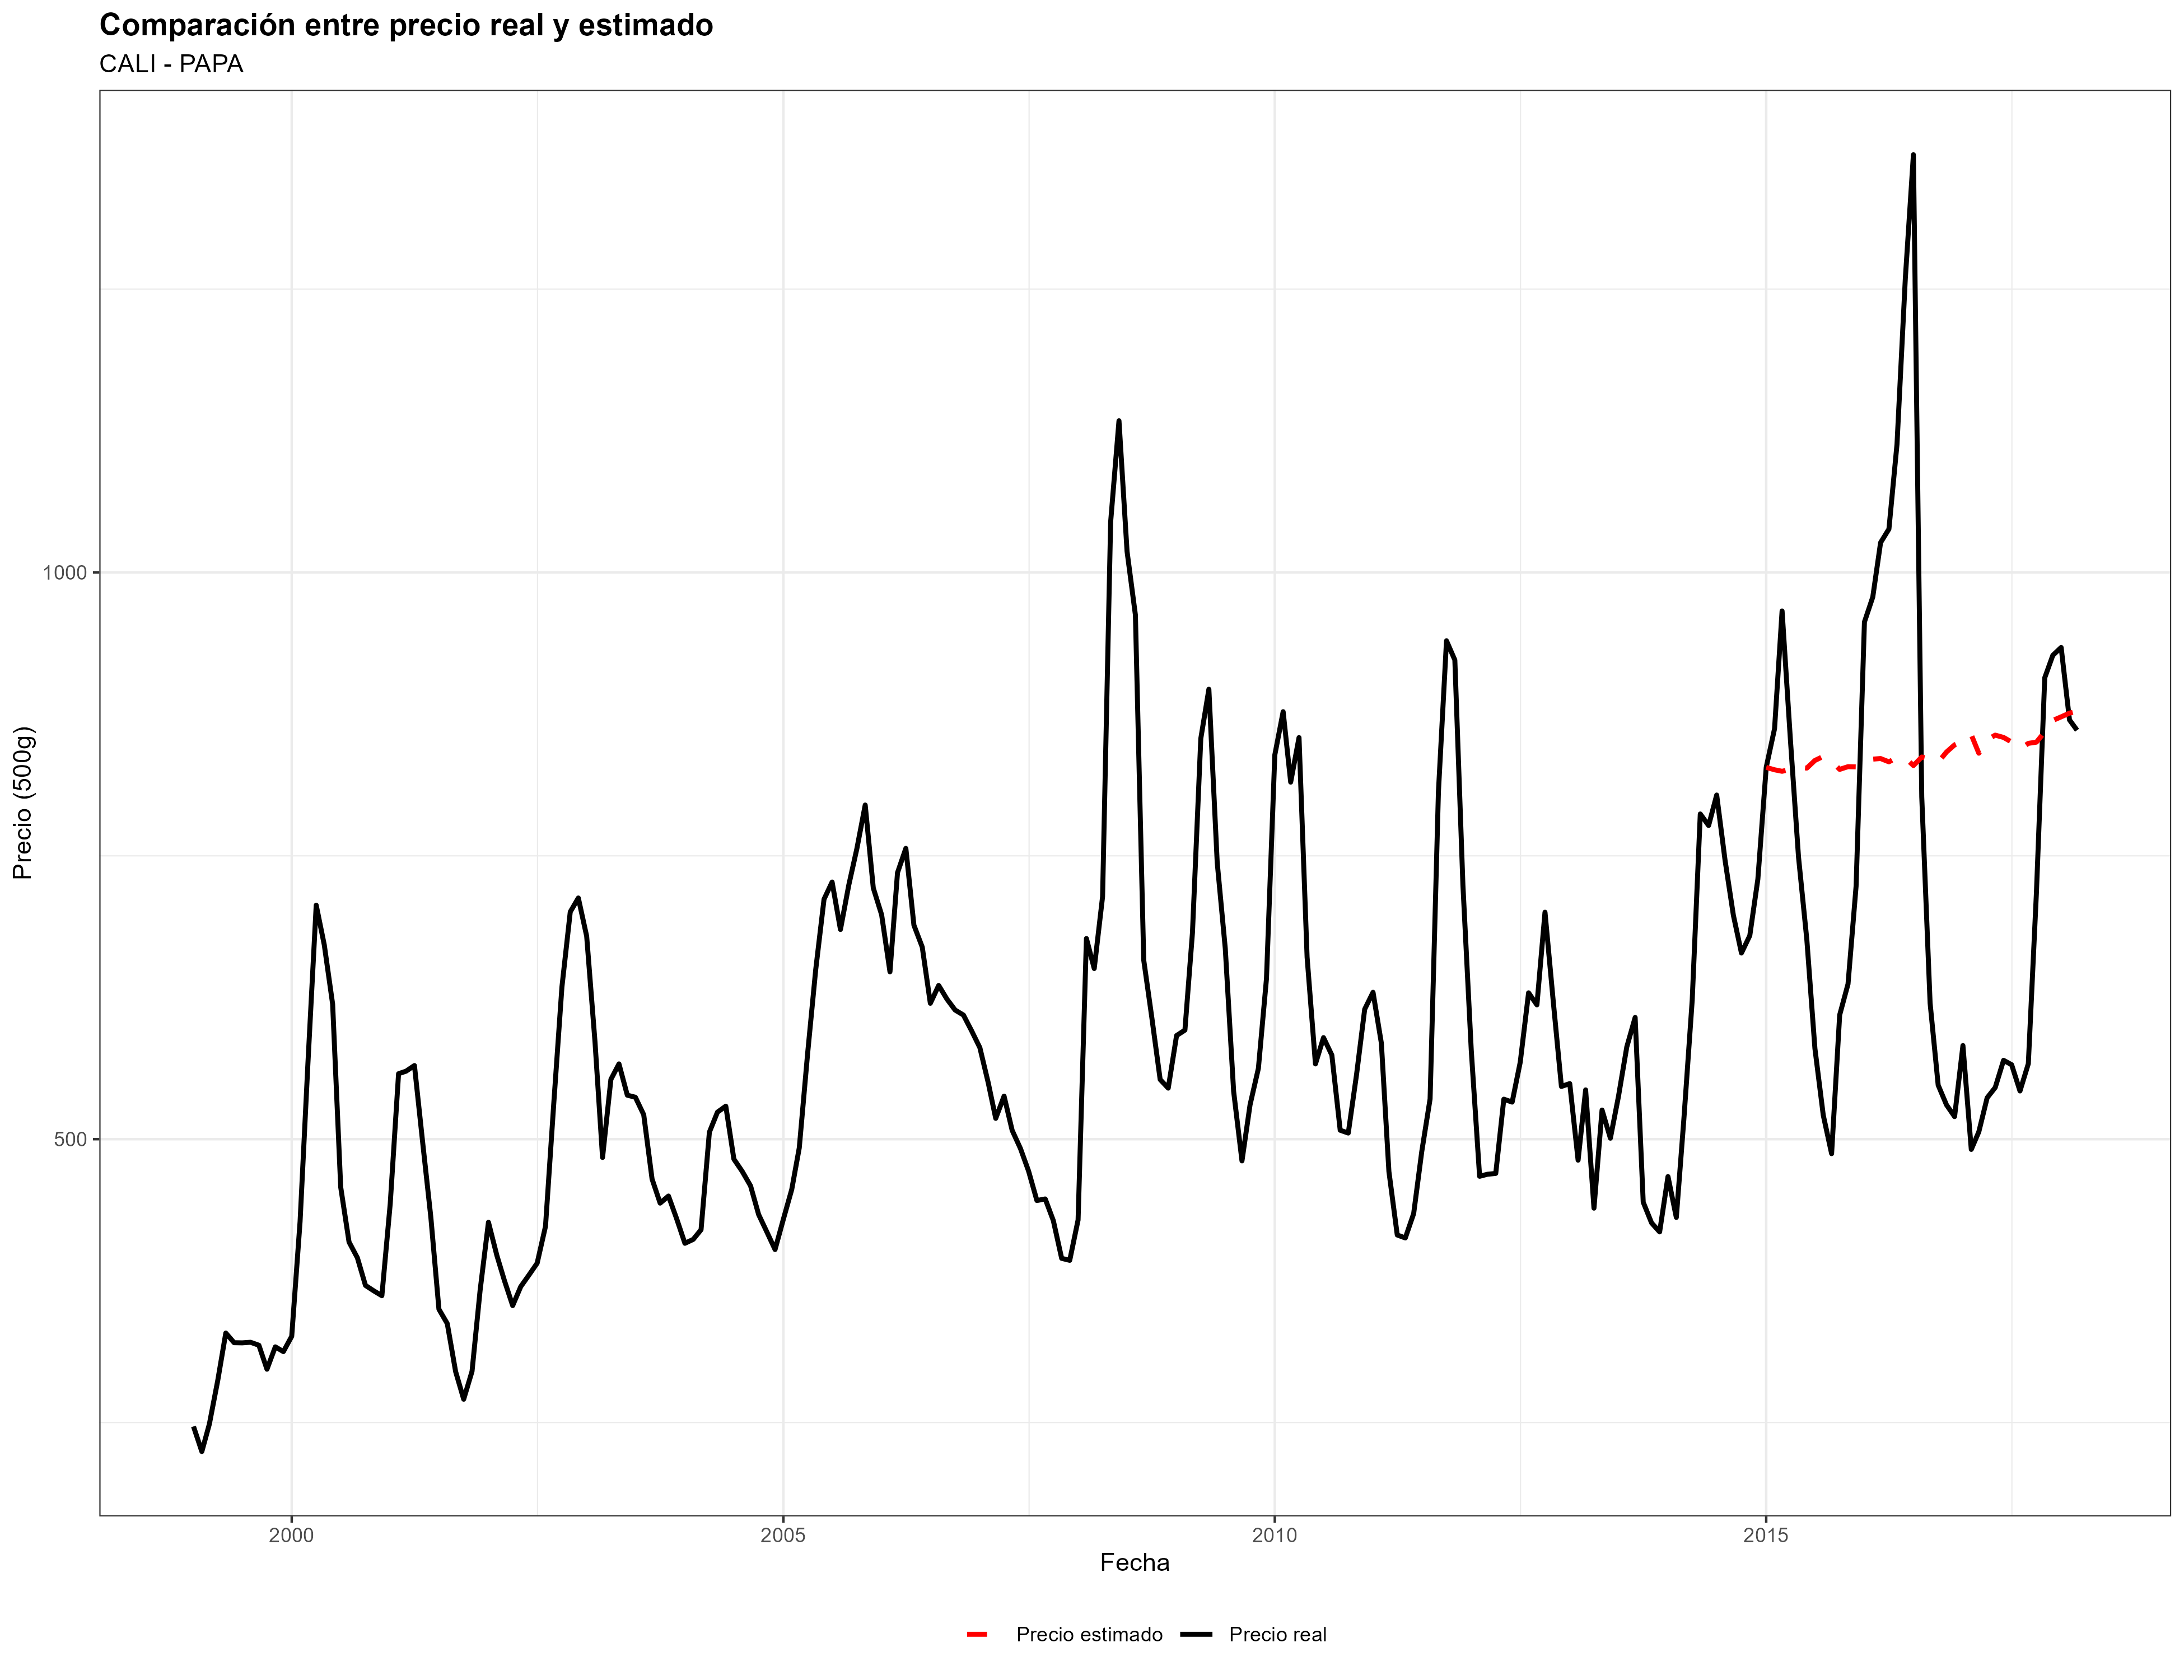 Comparación entre precio real y estimado
CALI - PAPA
Precio (500g)
1000
500
2000 2005 2010 2015
Fecha
Precio estimado Precio real